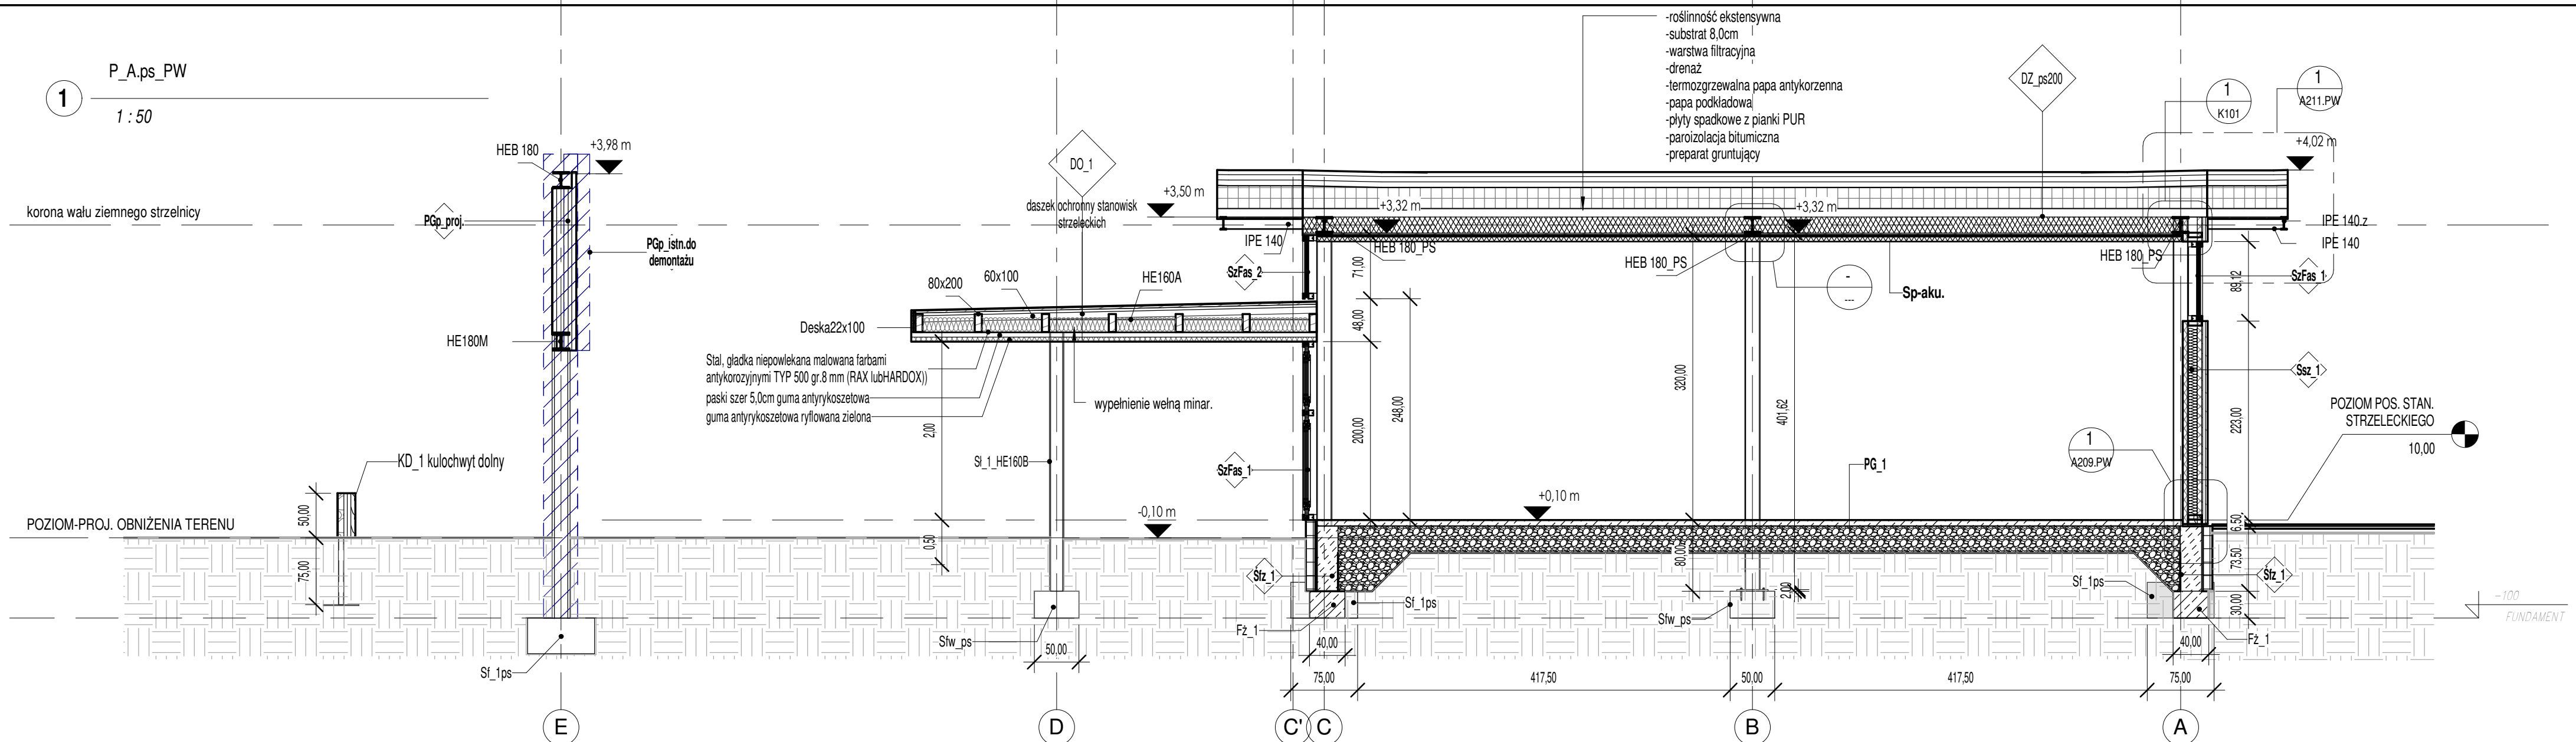 1
P_A.ps_PW
1 : 50
-roślinność ekstensywna
-substrat 8,0cm
-warstwa filtracyjna
-drenaż
-termozgrzewalna papa antykorzenna
-papa podkładowa
-płyty spadkowe z pianki PUR
-paroizolacja bitumiczna
-preparat gruntujący
DZ_ps200
1
K101
1
A211.PW
+4,02 m
HEB 180
+3,98 m
DO_1
korona wału ziemnego strzelnicy
PGp_proj.
PGp_istn.do
demontażu
daszek ochronny stanowisk
strzeleckich
+3,50 m
+3,32 m
+3,32 m
IPE 140
HEB 180_PS
HEB 180_PS
HEB 180_PS
IPE 140.z
IPE 140
SzFas_2
SzFas_1
-
---
Sp-aku.
80x200
60x100
HE160A
Deska22x100
HE180M
71,00
48,00
200,00
248,00
320,00
401,62
89,12
223,00
Stal, gładka niepowlekana malowana farbami
antykorozyjnymi TYP 500 gr.8 mm (RAX lubHARDOX))
paski szer 5,0cm guma antyrykoszetowa
guma antyrykoszetowa ryflowana zielona
wypełnienie wełną minar.
2,00
Ssz_1
POZIOM POS. STAN.
STRZELECKIEGO
10,00
KD_1 kulochwyt dolny
Sł_1_HE160B
SzFas_1
PG_1
1
A209.PW
50,00
POZIOM-PROJ. OBNIŻENIA TERENU
-0,10 m
+0,10 m
75,00
0,50
80,00
2,00
6,50
73,50
30,00
Sfz_1
Sfz_1
Sf_1ps
Sf_1ps
-100
FUNDAMENT
Sfw_ps
Fż_1
Sfw_ps
Fż_1
Sf_1ps
50,00
40,00
40,00
75,00
417,50
50,00
417,50
75,00
E
D
C'
C
B
A